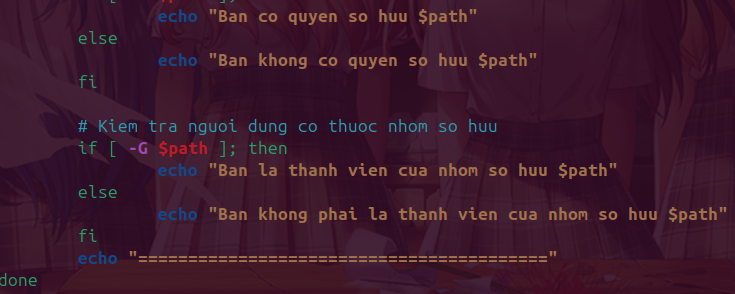 echo "Ban co quyen so huu $path"
else
echo "Ban khong co quyen so huu $path"
fi
# Kiem tra nguoi dung co thuoc nhom so huu
if [ -G $path ]; then
echo "Ban la thanh vien cua nhom so huu $path"
else
echo "Ban khong phai la thanh vien cua nhom so huu $path"
fi
echo "========================================="
done